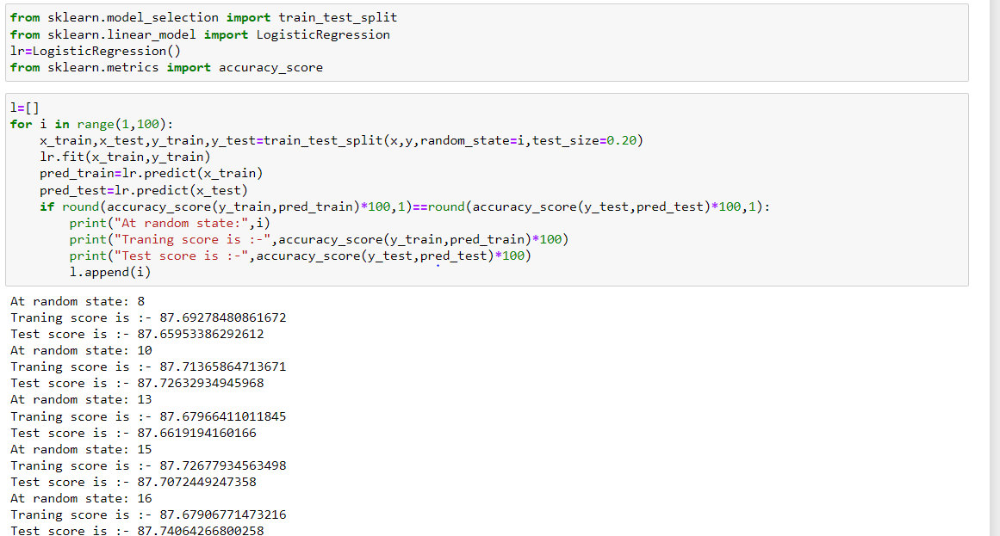 from sklearn.model_selection import train_test_split
from sklearn.linear_model import LogisticRegression
lr=LogisticRegression()
from sklearn.metrics import accuracy_score
l=[]
for i in range(1,100):
    x_train,x_test,y_train,y_test=train_test_split(x,y,random_state=i,test_size=0.20)
    lr.fit(x_train,y_train)
    pred_train=lr.predict(x_train)
    pred_test=lr.predict(x_test)
    if round(accuracy_score(y_train,pred_train)*100,1)==round(accuracy_score(y_test,pred_test)*100,1):
        print("At random state:",i)
        print("Traning score is :-",accuracy_score(y_train,pred_train)*100)
        print("Test score is :-",accuracy_score(y_test,pred_test)*100)
        l.append(i)
At random state: 8
Traning score is :- 87.69278480861672
Test score is :- 87.65953386292612
At random state: 10
Traning score is :- 87.71365864713671
Test score is :- 87.72632934945968
At random state: 13
Traning score is :- 87.67966411011845
Test score is :- 87.6619194160166
At random state: 15
Traning score is :- 87.72677934563498
Test score is :- 87.7072449247358
At random state: 16
Traning score is :- 87.67906771473216
Test score is :- 87.74064266800258